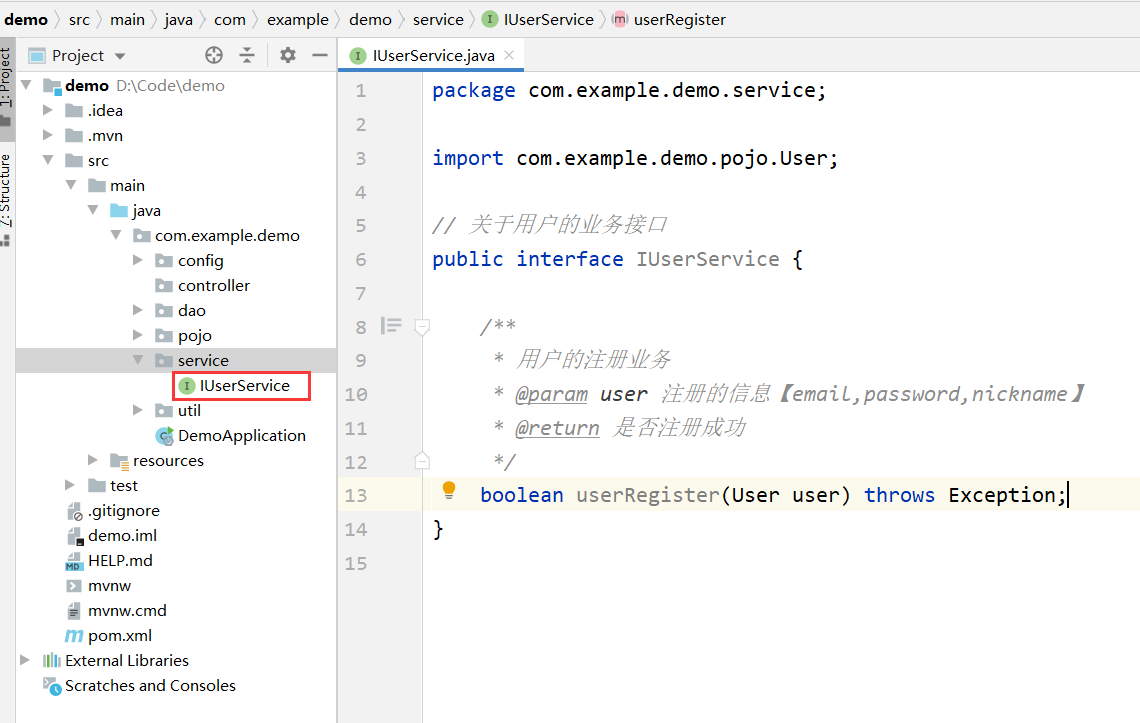 demo src main java com example demo service I IUserService m userRegister
1: Project
7: Structure
Project
demo D:\Code\demo
.idea
.mvn
src
main
java
com.example.demo
config
controller
dao
pojo
service
I IUserService
util
DemoApplication
resources
test
.gitignore
demo.iml
HELP.md
mvnw
mvnw.cmd
m pom.xml
External Libraries
Scratches and Consoles
I IUserService.java
1 package com.example.demo.service;
2
3 import com.example.demo.pojo.User;
4
5 // 关于用户的业务接口
6 public interface IUserService {
7
8 /**
9 * 用户的注册业务
10 * @param user 注册的信息【email,password,nickname】
11 * @return 是否注册成功
12 */
13 boolean userRegister(User user) throws Exception;
14 }
15